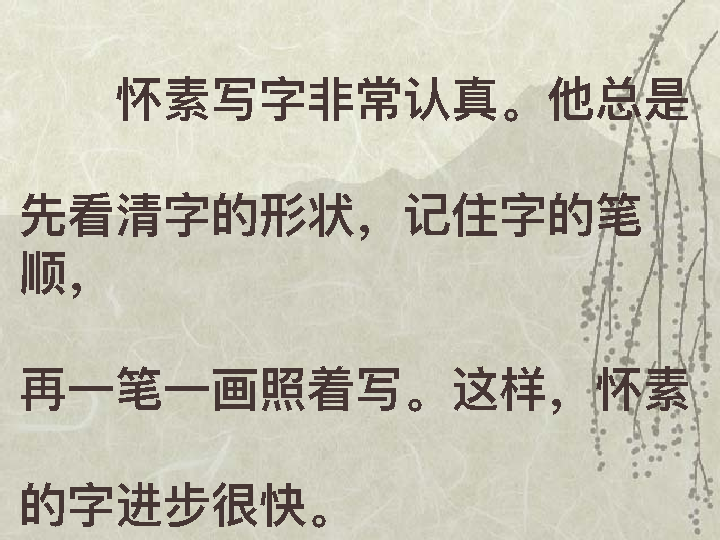 怀素写字非常认真。他总是
先看清字的形状，记住字的笔
顺，
再一笔一画照着写。这样，怀素
的字进步很快。